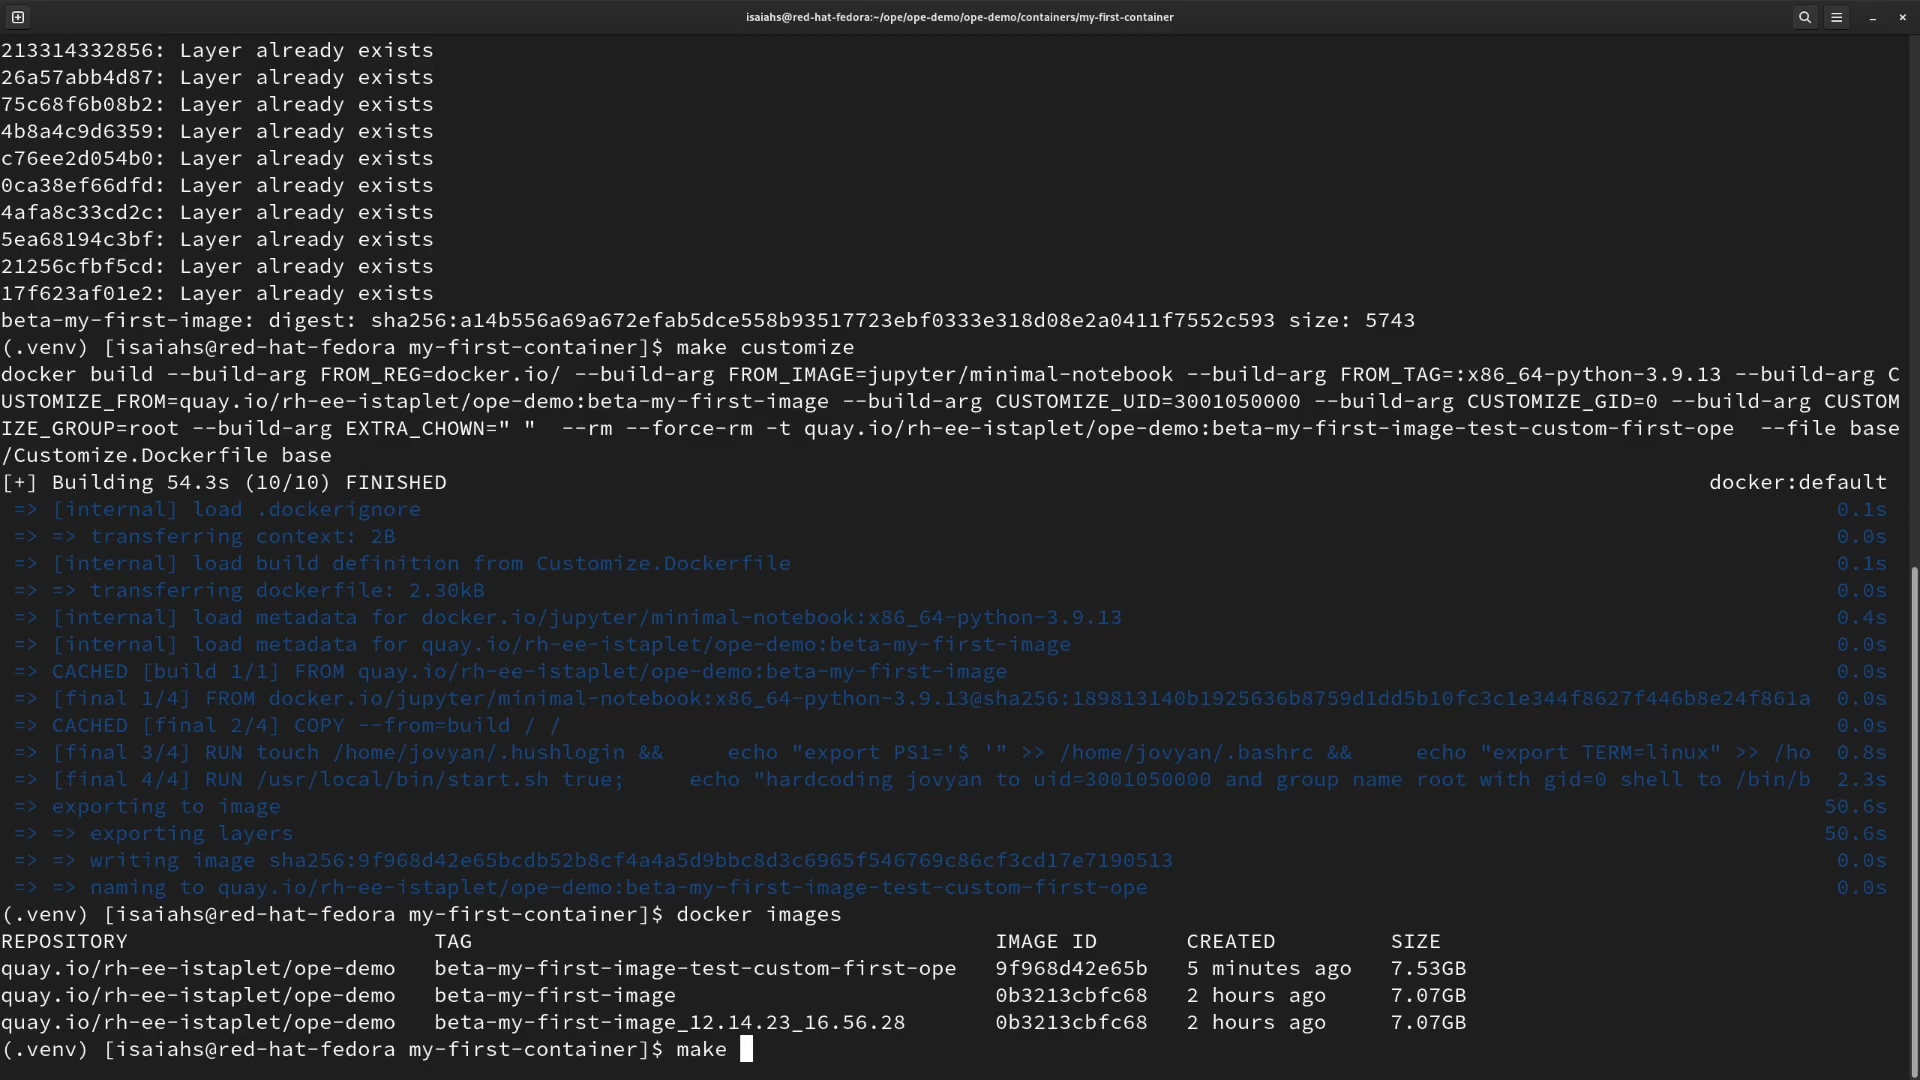 isaiahs@red-hat-fedora:~/ope/ope-demo/ope-demo/containers/my-first-container
213314332856: Layer already exists
26a57abb4d87: Layer already exists
75c68f6b08b2: Layer already exists
4b8a4c9d6359: Layer already exists
c76ee2d054b0: Layer already exists
0ca38ef66dfd: Layer already exists
4afa8c33cd2c: Layer already exists
5ea68194c3bf: Layer already exists
21256cfbf5cd: Layer already exists
17f623af01e2: Layer already exists
beta-my-first-image: digest: sha256:a14b556a69a672efab5dce558b93517723ebf0333e318d08e2a0411f7552c593 size: 5743
(.venv) [isaiahs@red-hat-fedora my-first-container]$ make customize
docker build --build-arg FROM_REG=docker.io/ --build-arg FROM_IMAGE=jupyter/minimal-notebook --build-arg FROM_TAG=:x86_64-python-3.9.13 --build-arg C
USTOMIZE_FROM=quay.io/rh-ee-istaplet/ope-demo:beta-my-first-image --build-arg CUSTOMIZE_UID=3001050000 --build-arg CUSTOMIZE_GID=0 --build-arg CUSTOM
IZE_GROUP=root --build-arg EXTRA_CHOWN=" "  --rm --force-rm -t quay.io/rh-ee-istaplet/ope-demo:beta-my-first-image-test-custom-first-ope  --file base
/Customize.Dockerfile base
[+] Building 54.3s (10/10) FINISHED docker:default
=> [internal] load .dockerignore 0.1s
=> => transferring context: 2B 0.0s
=> [internal] load build definition from Customize.Dockerfile 0.1s
=> => transferring dockerfile: 2.30kB 0.0s
=> [internal] load metadata for docker.io/jupyter/minimal-notebook:x86_64-python-3.9.13 0.4s
=> [internal] load metadata for quay.io/rh-ee-istaplet/ope-demo:beta-my-first-image 0.0s
=> CACHED [build 1/1] FROM quay.io/rh-ee-istaplet/ope-demo:beta-my-first-image 0.0s
=> [final 1/4] FROM docker.io/jupyter/minimal-notebook:x86_64-python-3.9.13@sha256:189813140b1925636b8759d1dd5b10fc3c1e344f8627f446b8e24f861a 0.0s
=> CACHED [final 2/4] COPY --from=build / / 0.0s
=> [final 3/4] RUN touch /home/jovyan/.hushlogin &&     echo "export PS1='$ '" >> /home/jovyan/.bashrc &&     echo "export TERM=linux" >> /ho 0.8s
=> [final 4/4] RUN /usr/local/bin/start.sh true;     echo "hardcoding jovyan to uid=3001050000 and group name root with gid=0 shell to /bin/b 2.3s
=> exporting to image 50.6s
=> => exporting layers 50.6s
=> => writing image sha256:9f968d42e65bcdb52b8cf4a4a5d9bbc8d3c6965f546769c86cf3cd17e7190513 0.0s
=> => naming to quay.io/rh-ee-istaplet/ope-demo:beta-my-first-image-test-custom-first-ope 0.0s
(.venv) [isaiahs@red-hat-fedora my-first-container]$ docker images
REPOSITORY TAG IMAGE ID CREATED SIZE
quay.io/rh-ee-istaplet/ope-demo beta-my-first-image-test-custom-first-ope 9f968d42e65b 5 minutes ago 7.53GB
quay.io/rh-ee-istaplet/ope-demo beta-my-first-image 0b3213cbfc68 2 hours ago 7.07GB
quay.io/rh-ee-istaplet/ope-demo beta-my-first-image_12.14.23_16.56.28 0b3213cbfc68 2 hours ago 7.07GB
(.venv) [isaiahs@red-hat-fedora my-first-container]$ make